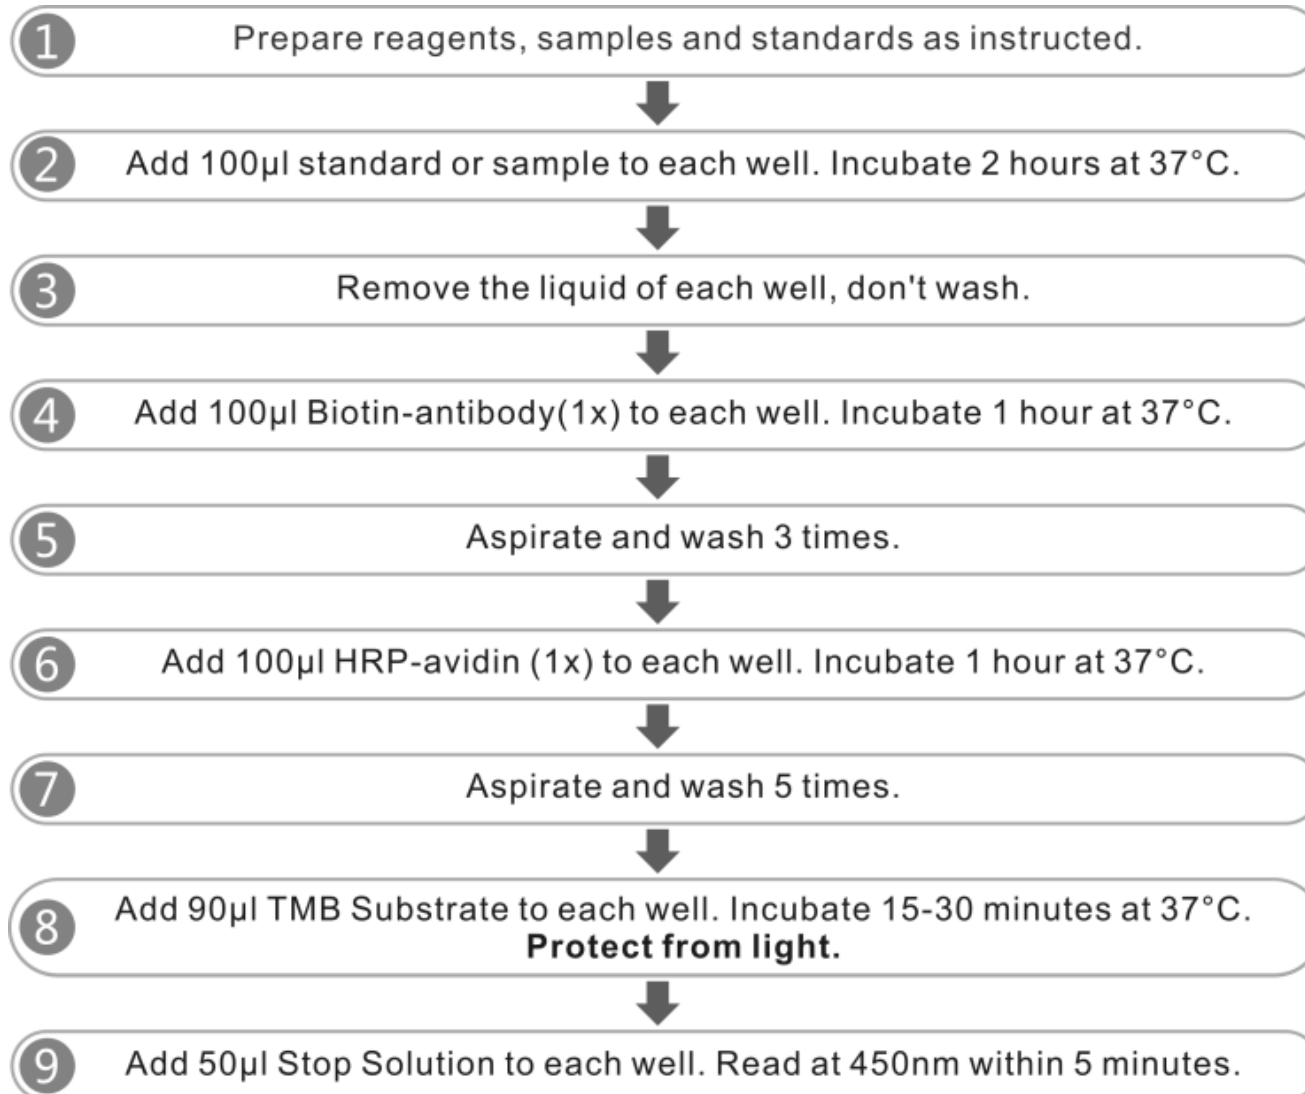 1 Prepare reagents, samples and standards as instructed.
2 Add 100µl standard or sample to each well. Incubate 2 hours at 37°C.
3 Remove the liquid of each well, don't wash.
4 Add 100µl Biotin-antibody(1x) to each well. Incubate 1 hour at 37°C.
5 Aspirate and wash 3 times.
6 Add 100µl HRP-avidin (1x) to each well. Incubate 1 hour at 37°C.
7 Aspirate and wash 5 times.
8 Add 90µl TMB Substrate to each well. Incubate 15-30 minutes at 37°C.
Protect from light.
9 Add 50µl Stop Solution to each well. Read at 450nm within 5 minutes.